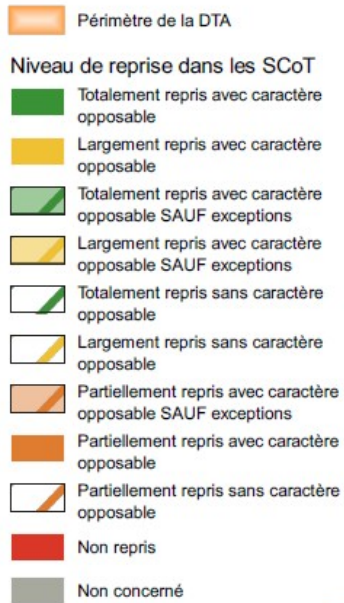 Périmètre de la DTA
Niveau de reprise dans les SCoT
Totalement repris avec caractère
opposable
Largement repris avec caractère
opposable
Totalement repris avec caractère
opposable SAUF exceptions
Largement repris avec caractère
opposable SAUF exceptions
Totalement repris sans caractère
opposable
Largement repris sans caractère
opposable
Partiellement repris avec caractère
opposable SAUF exceptions
Partiellement repris avec caractère
opposable
Partiellement repris sans caractère
opposable
Non repris
Non concerné